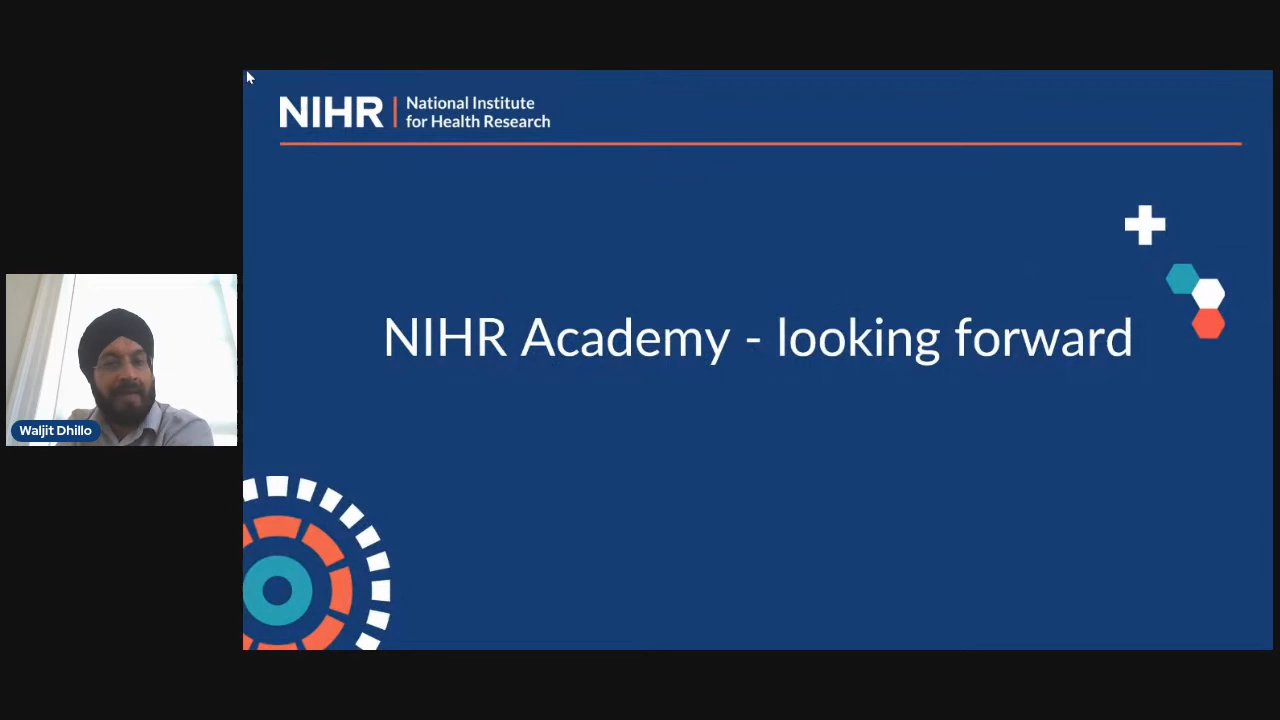 NIHR
National Institute
for Health Research
NIHR Academy - looking forward
Waljit Dhillo